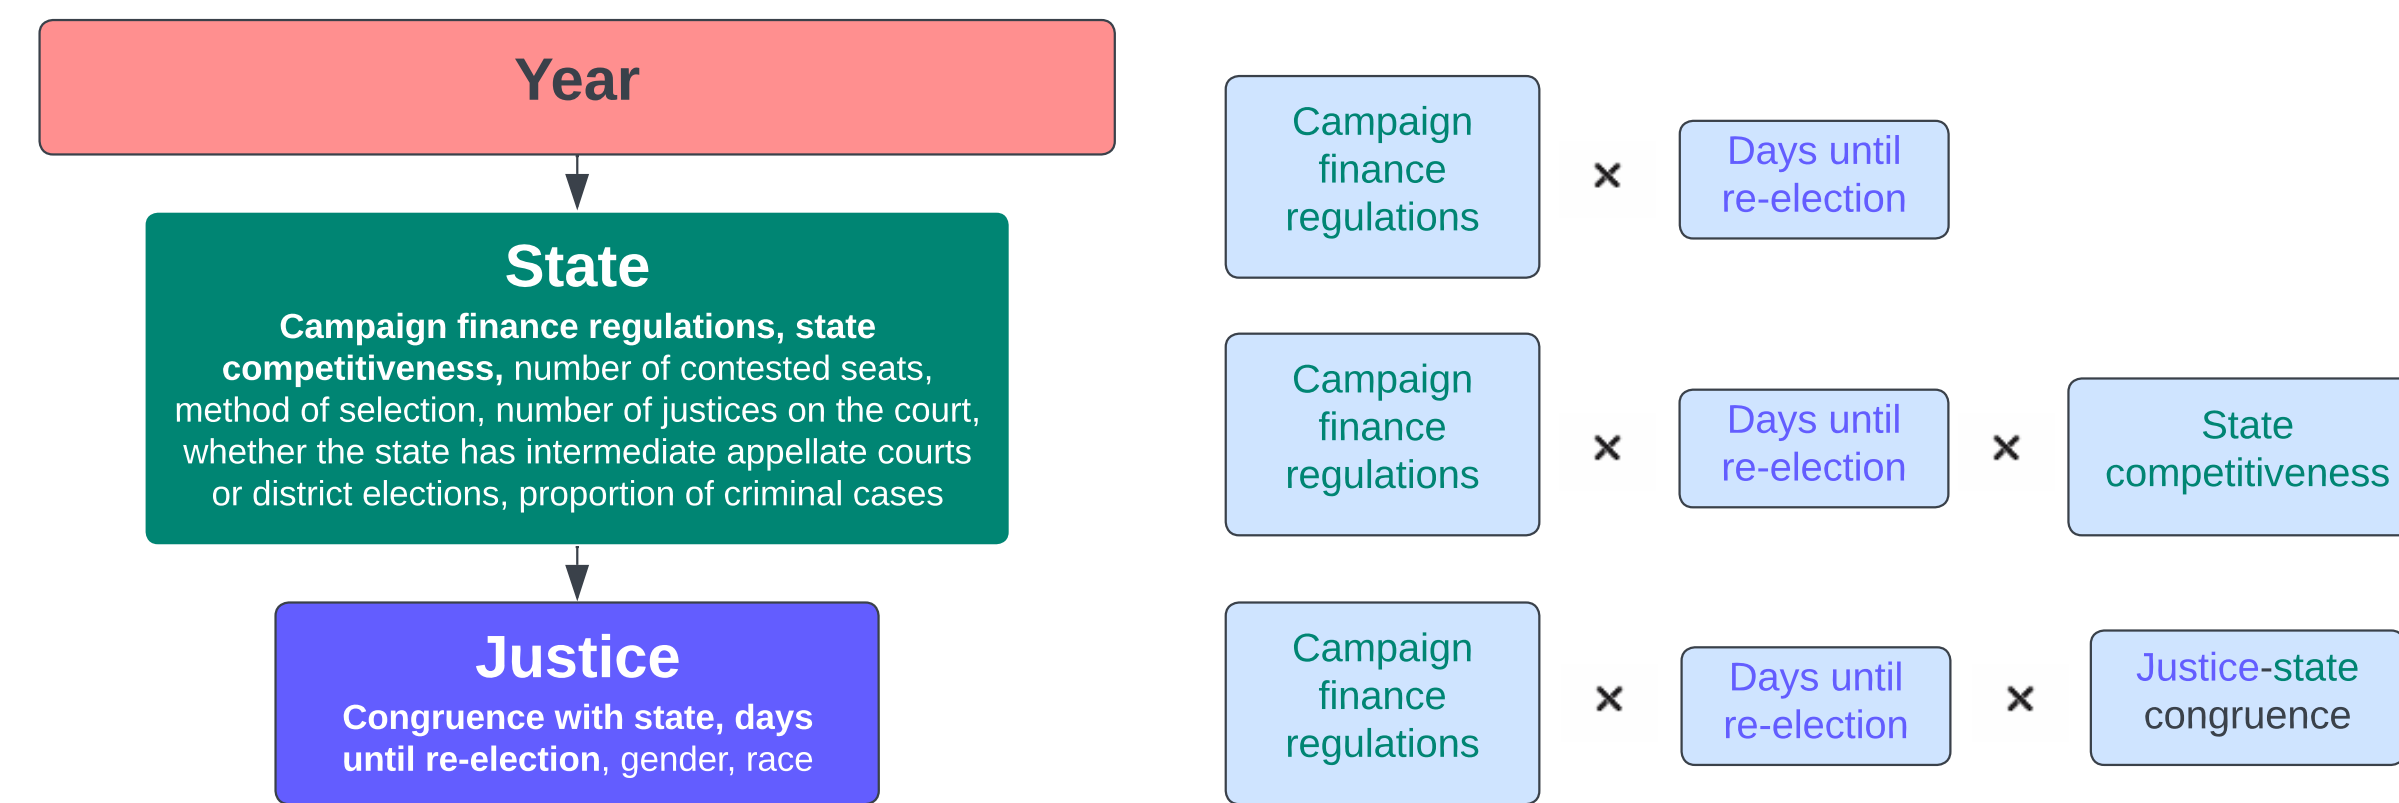 Year
State
Campaign finance regulations, state
competitiveness, number of contested seats,
method of selection, number of justices on the court,
whether the state has intermediate appellate courts
or district elections, proportion of criminal cases
Justice
Congruence with state, days
until re-election, gender, race
Campaign
finance
regulations
×
Days until
re-election
Campaign
finance
regulations
×
Days until
re-election
×
State
competitiveness
Campaign
finance
regulations
×
Days until
re-election
×
Justice-state
congruence